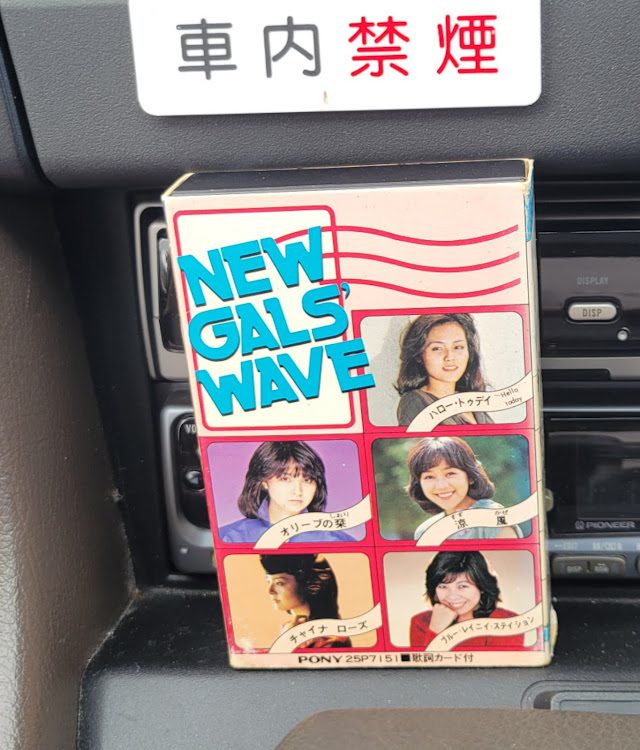 車内禁煙
NEW
GALS'
WAVE
ハロー・トゥデイ ~Hello today
オリーブの栞
しおり
涼風
すず かぜ
チャイナ ローズ
ブルー・レイニイ・ステイション
PONY 25P7151■歌詞カード付
DISPLAY
DISP
VO
PIONEER
DISP